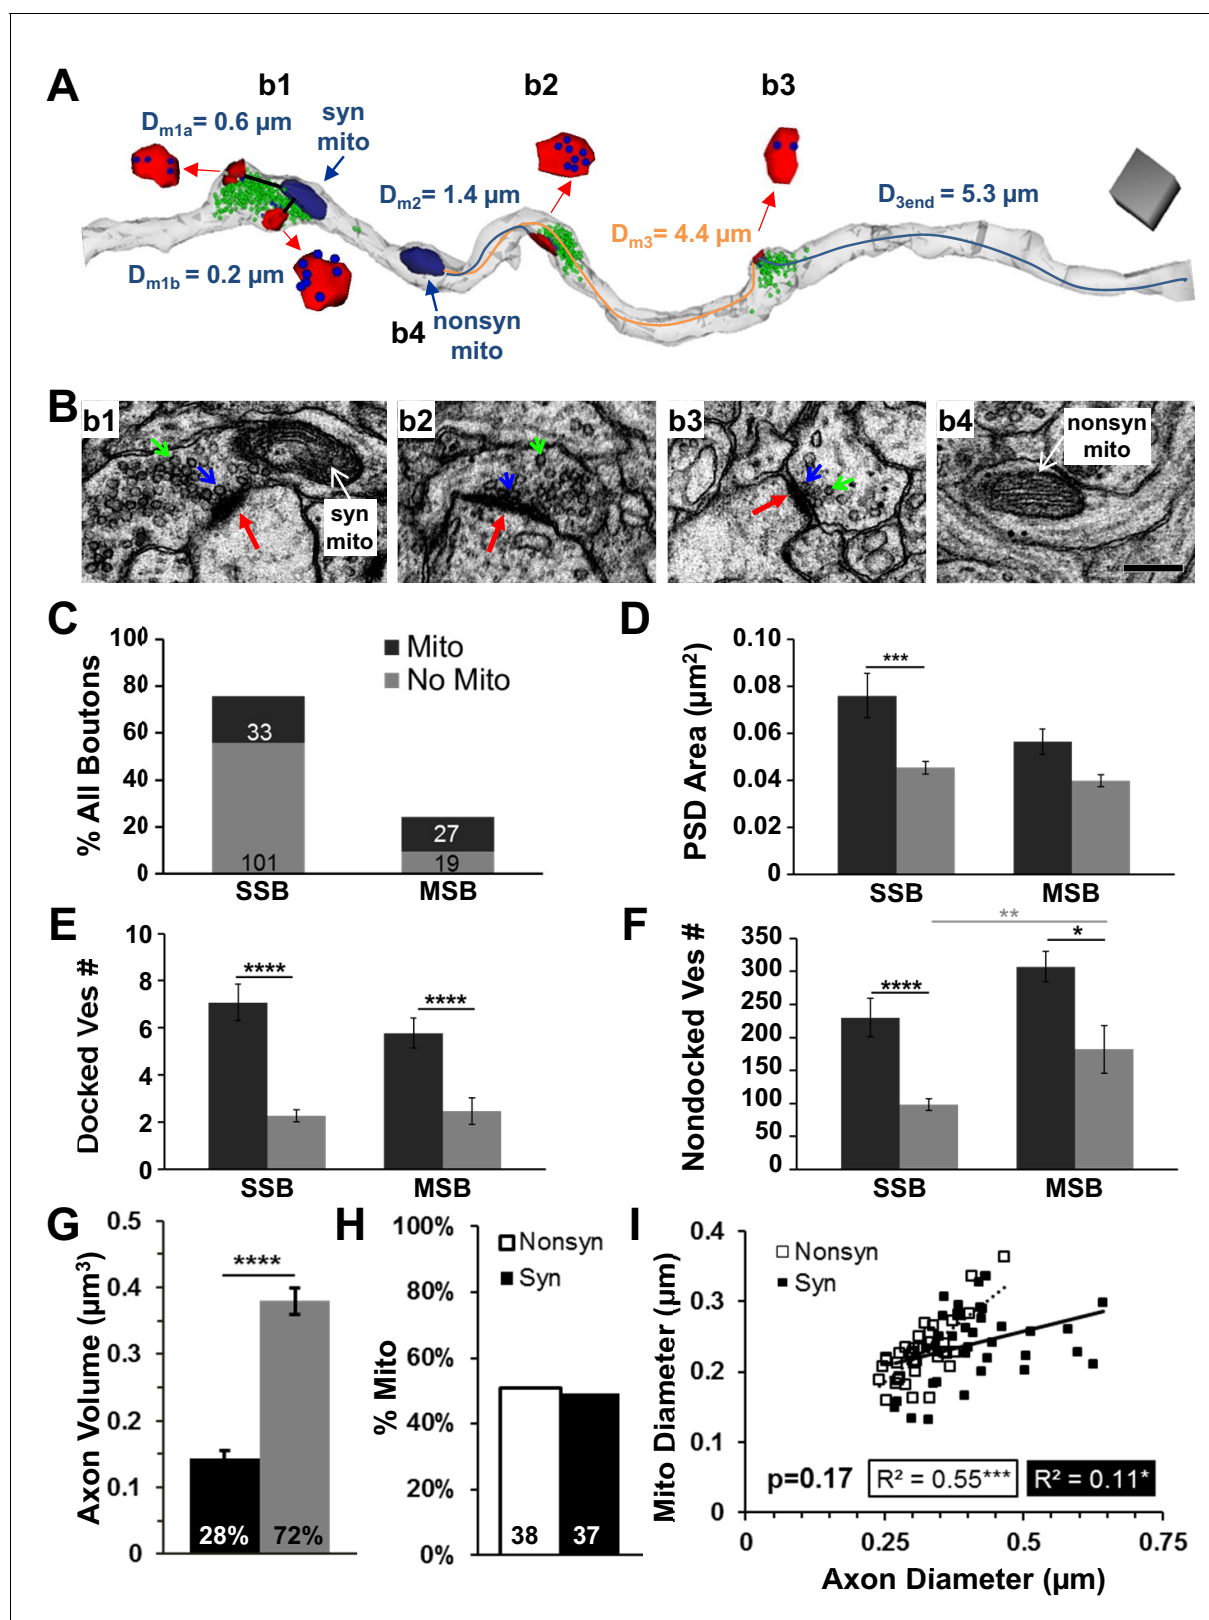 A
b1
b2
b3
Dm1a= 0.6 µm
syn
mito
Dm2= 1.4 µm
D3end = 5.3 µm
Dm3= 4.4 µm
Dm1b= 0.2 µm
b4
nonsyn
mito
B
b1
syn
mito
b2
b3
b4
nonsyn
mito
C
% All Boutons
100
80
60
40
20
0
Mito
No Mito
33
101
27
19
SSB
MSB
D
PSD Area (µm²)
0.10
0.08
0.06
0.04
0.02
0
***
SSB
MSB
E
Docked Ves #
8
6
4
2
0
****
****
SSB
MSB
F
Nondocked Ves #
350
300
250
200
150
100
50
0
****
**
*
SSB
MSB
G
Axon Volume (µm³)
0.5
0.4
0.3
0.2
0.1
0
****
28%
72%
H
% Mito
100%
80%
60%
40%
20%
0%
Nonsyn
Syn
38
37
I
Mito Diameter (µm)
0.4
0.3
0.2
0.1
0
Nonsyn
Syn
p=0.17
R² = 0.55***
R² = 0.11*
0
0.25
0.5
0.75
Axon Diameter (µm)